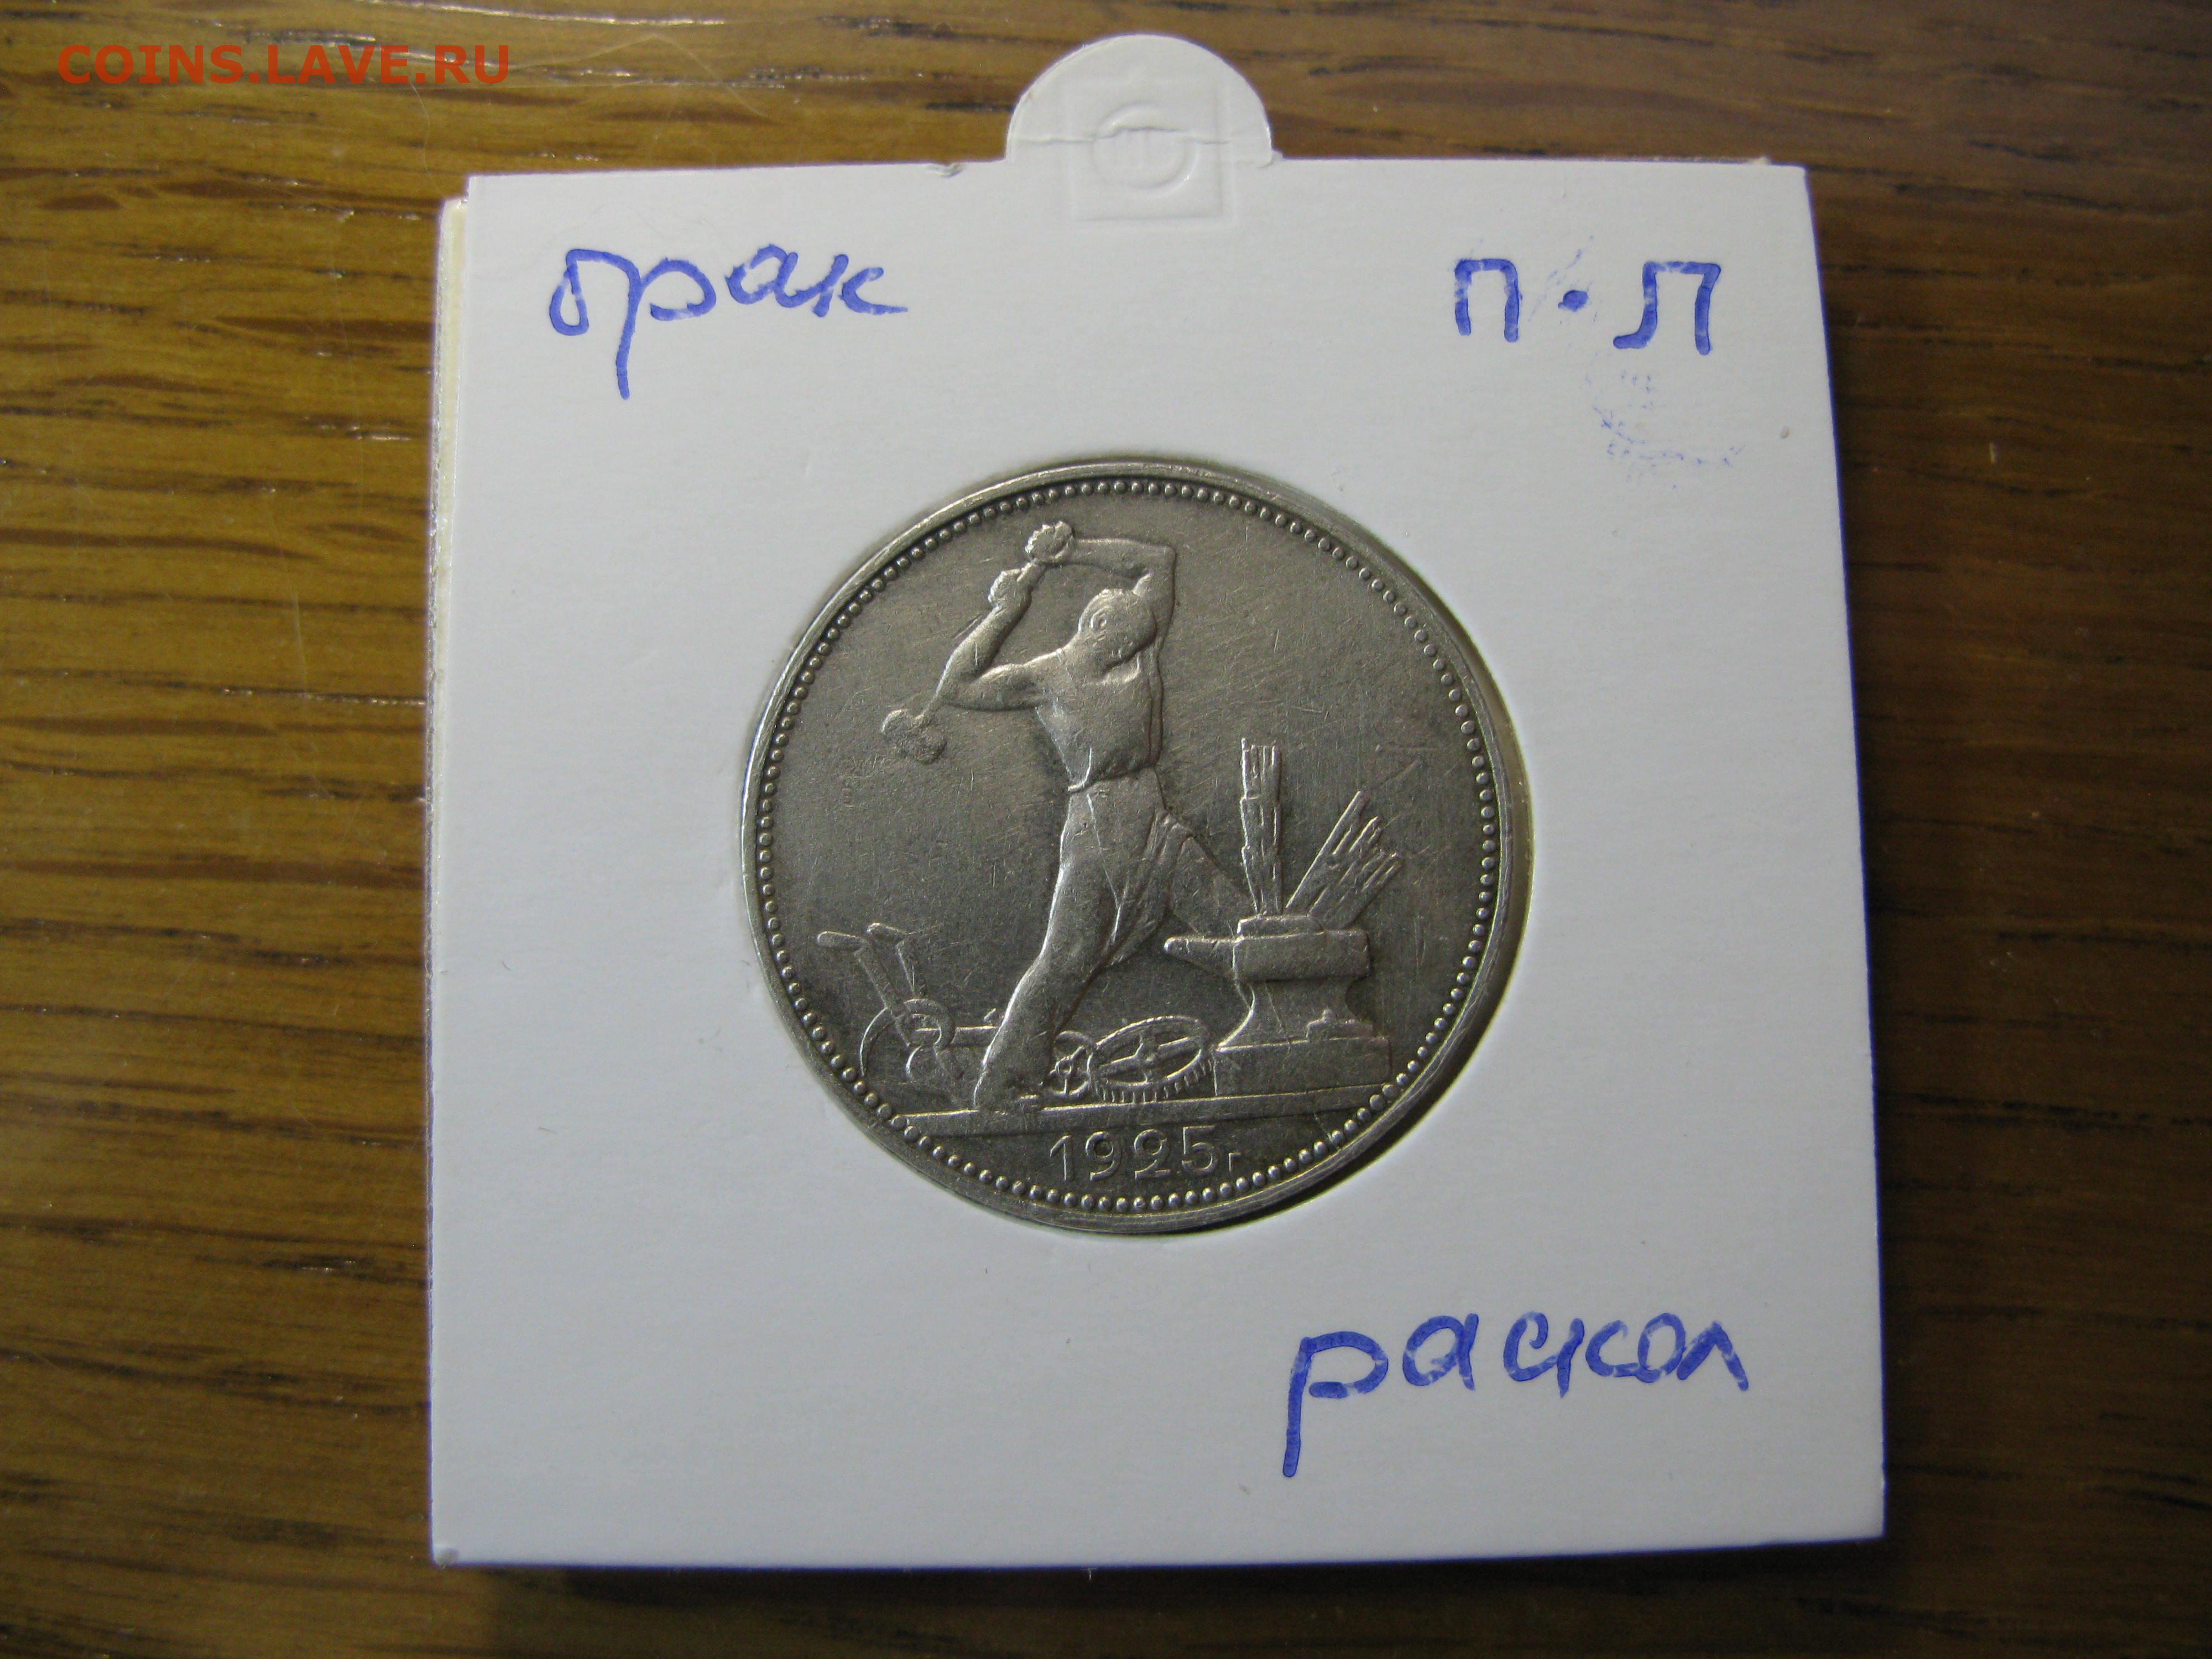 COINS.LAVE.RU
брак П·Л
1925г
раскол